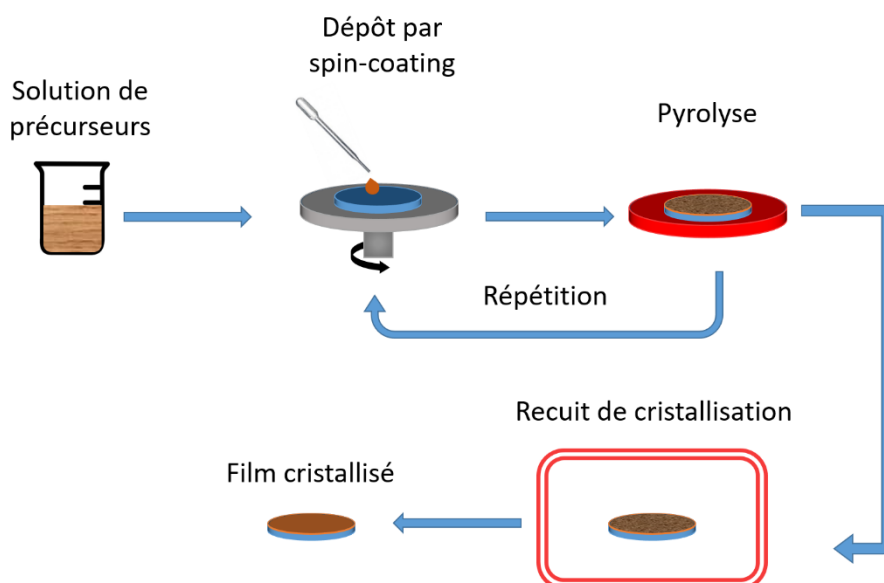 Solution de
précurseurs
Dépôt par
spin-coating
Pyrolyse
Répétition
Recuit de cristallisation
Film cristallisé